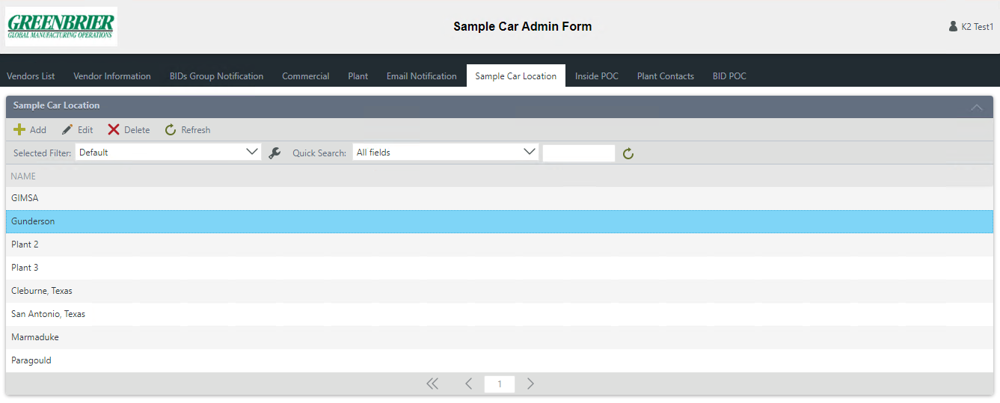 GREENBRIER
GLOBAL MANUFACTURING OPERATIONS
Sample Car Admin Form
K2 Test1
Vendors List Vendor Information BIDs Group Notification Commercial Plant Email Notification Sample Car Location Inside POC Plant Contacts BID POC
Sample Car Location
Add Edit Delete Refresh
Selected Filter: Default Quick Search: All fields
NAME
GIMSA
Gunderson
Plant 2
Plant 3
Cleburne, Texas
San Antonio, Texas
Marmaduke
Paragould
1